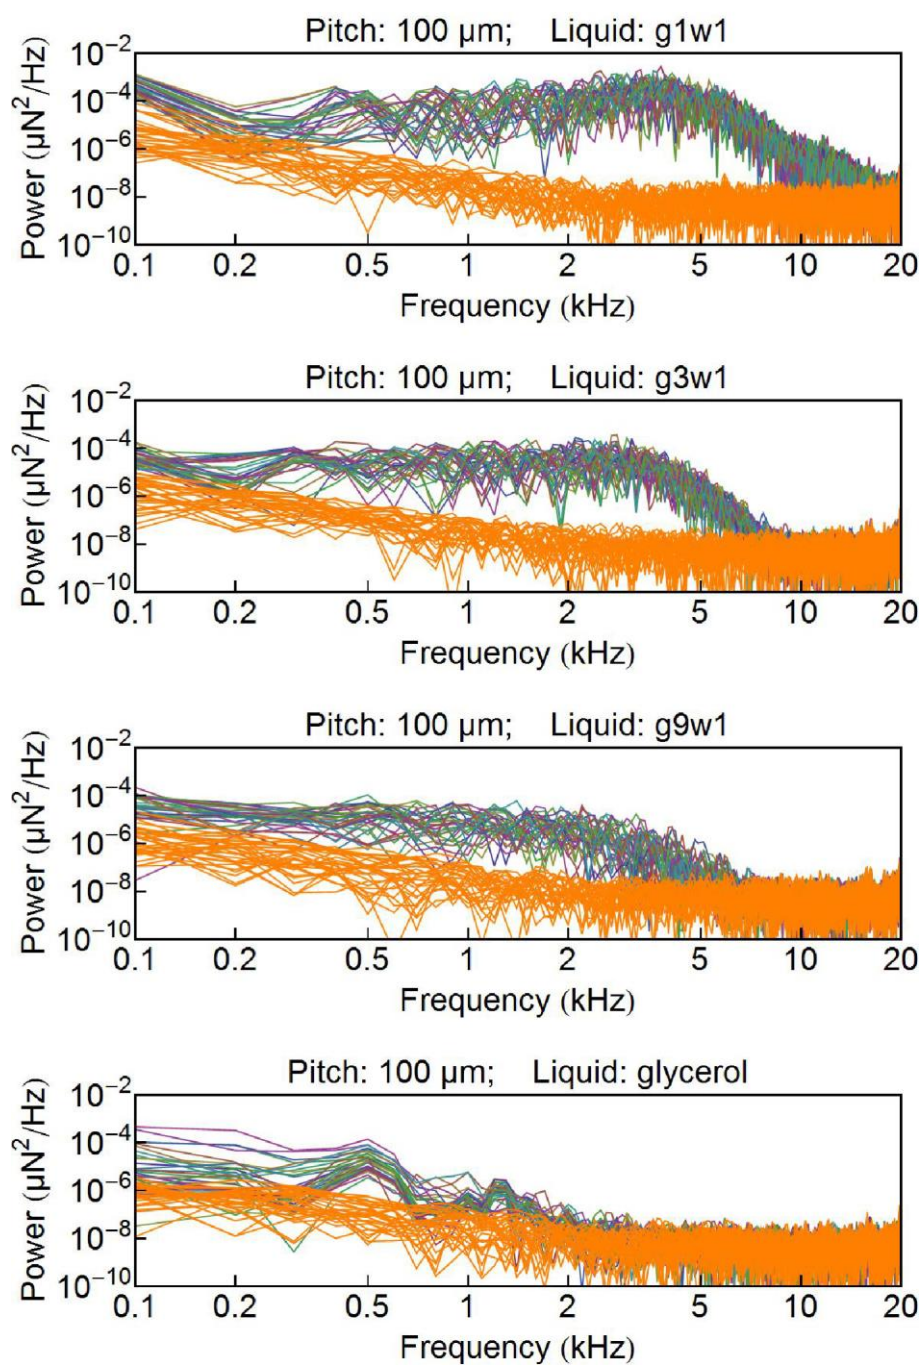 Pitch: 100 µm; Liquid: g1w1
Power (µN²/Hz)
10⁻²
10⁻⁴
10⁻⁶
10⁻⁸
10⁻¹⁰
0.1 0.2 0.5 1 2 5 10 20
Frequency (kHz)
Pitch: 100 µm; Liquid: g3w1
Power (µN²/Hz)
10⁻²
10⁻⁴
10⁻�6
10⁻⁸
10⁻¹⁰
0.1 0.2 0.5 1 2 5 10 20
Frequency (kHz)
Pitch: 100 µm; Liquid: g9w1
Power (µN²/Hz)
10⁻²
10⁻⁴
10⁻⁶
10⁻⁸
10⁻¹⁰
0.1 0.2 0.5 1 2 5 10 20
Frequency (kHz)
Pitch: 100 µm; Liquid: glycerol
Power (µN²/Hz)
10⁻²
10⁻⁴
10⁻⁶
10⁻⁸
10⁻¹⁰
0.1 0.2 0.5 1 2 5 10 20
Frequency (kHz)